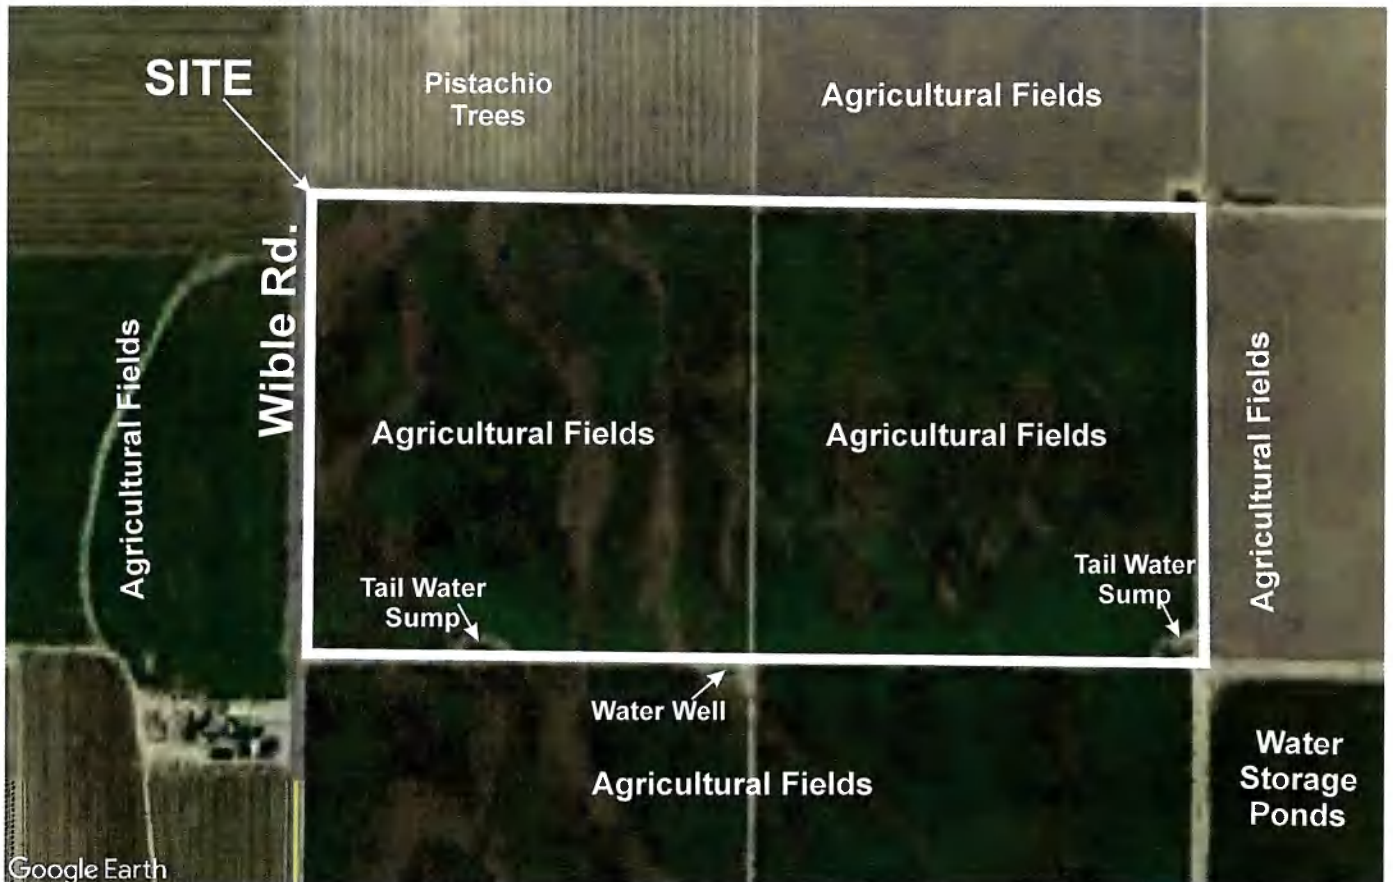 SITE
Pistachio
Trees
Agricultural Fields
Wible Rd.
Agricultural Fields
Agricultural Fields
Agricultural Fields
Agricultural Fields
Tail Water
Sump
Tail Water
Sump
Water Well
Agricultural Fields
Water
Storage
Ponds
Google Earth